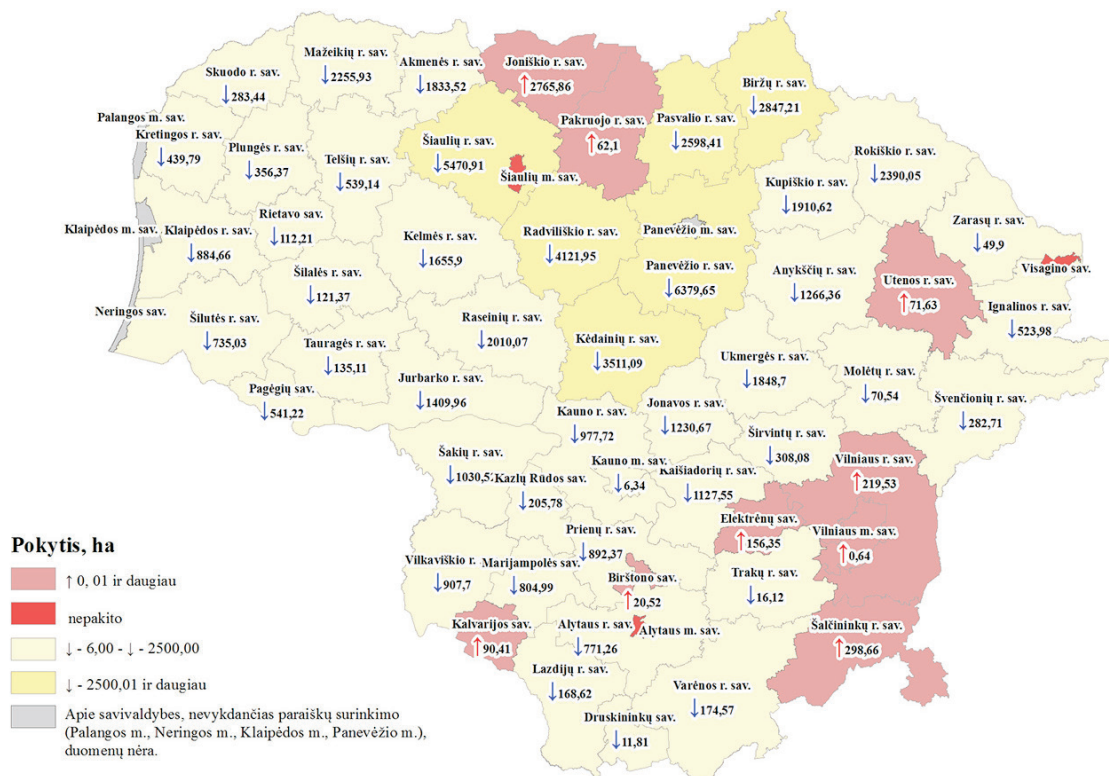 Mažeikių r. sav.
↓2255,93
Akmenės r. sav.
↓1833,52
Joniškio r. sav.
↑2765,86
Skuodo r. sav.
↓283,44
Biržų r. sav.
↓2847,21
Palangos m. sav.
Kretingos r. sav.
↓439,79
Plungės r. sav.
↓356,37
Telšių r. sav.
↓539,14
Šiaulių r. sav.
↓5470,91
Šiaulių m. sav.
Pakruojo r. sav.
↑62,1
Pasvalio r. sav.
↓2598,41
Rokiškio r. sav.
↓2390,05
Kupiškio r. sav.
↓1910,62
Zarasų r. sav.
↓49,9
Visagino sav.
Klaipėdos m. sav.
Klaipėdos r. sav.
↓884,66
Rietavo sav.
↓112,21
Kelmės r. sav.
↓1655,9
Radviliškio r. sav.
↓4121,95
Panevėžio m. sav.
Panevėžio r. sav.
↓6379,65
Anykščių r. sav.
↓1266,36
Utenos r. sav.
↑71,63
Ignalinos r. sav.
↓523,98
Šilalės r. sav.
↓121,37
Neringos sav.
Šilutės r. sav.
↓735,03
Tauragės r. sav.
↓135,11
Raseinių r. sav.
↓2010,07
Kėdainių r. sav.
↓3511,09
Ukmergės r. sav.
↓1848,7
Molėtų r. sav.
↓70,54
Švenčionių r. sav.
↓282,71
Pagėgių sav.
↓541,22
Jurbarko r. sav.
↓1409,96
Kauno r. sav.
↓977,72
Jonavos r. sav.
↓1230,67
Širvintų r. sav.
↓308,08
Šakių r. sav.
↓1030,52
Kazlų Rūdos sav.
↓205,78
Kauno m. sav.
↓6,34
Kaišiadorių r. sav.
↓1127,55
Vilniaus r. sav.
↑219,53
Elektrėnų sav.
↑156,35
Vilniaus m. sav.
↑0,64
Prienų r. sav.
↓892,37
Vilkaviškio r.
↓907,7
Marijampolės sav.
↓804,99
Birštono sav.
↑20,52
Trakų r. sav.
↓16,12
Kalvarijos sav.
↑90,41
Alytaus r. sav.
↓771,26
Alytaus m. sav.
Šalčininkų r. sav.
↑298,66
Lazdijų r. sav.
↓168,62
Varėnos r. sav.
↓174,57
Druskininkų sav.
↓11,81
Pokytis, ha
↑ 0, 01 ir daugiau
nepakito
↓ - 6,00 - ↓ - 2500,00
↓ - 2500,01 ir daugiau
Apie savivaldybes, nevykdančias paraiškų surinkimo
(Palangos m., Neringos m., Klaipėdos m., Panevėžio m.),
duomenų nėra.